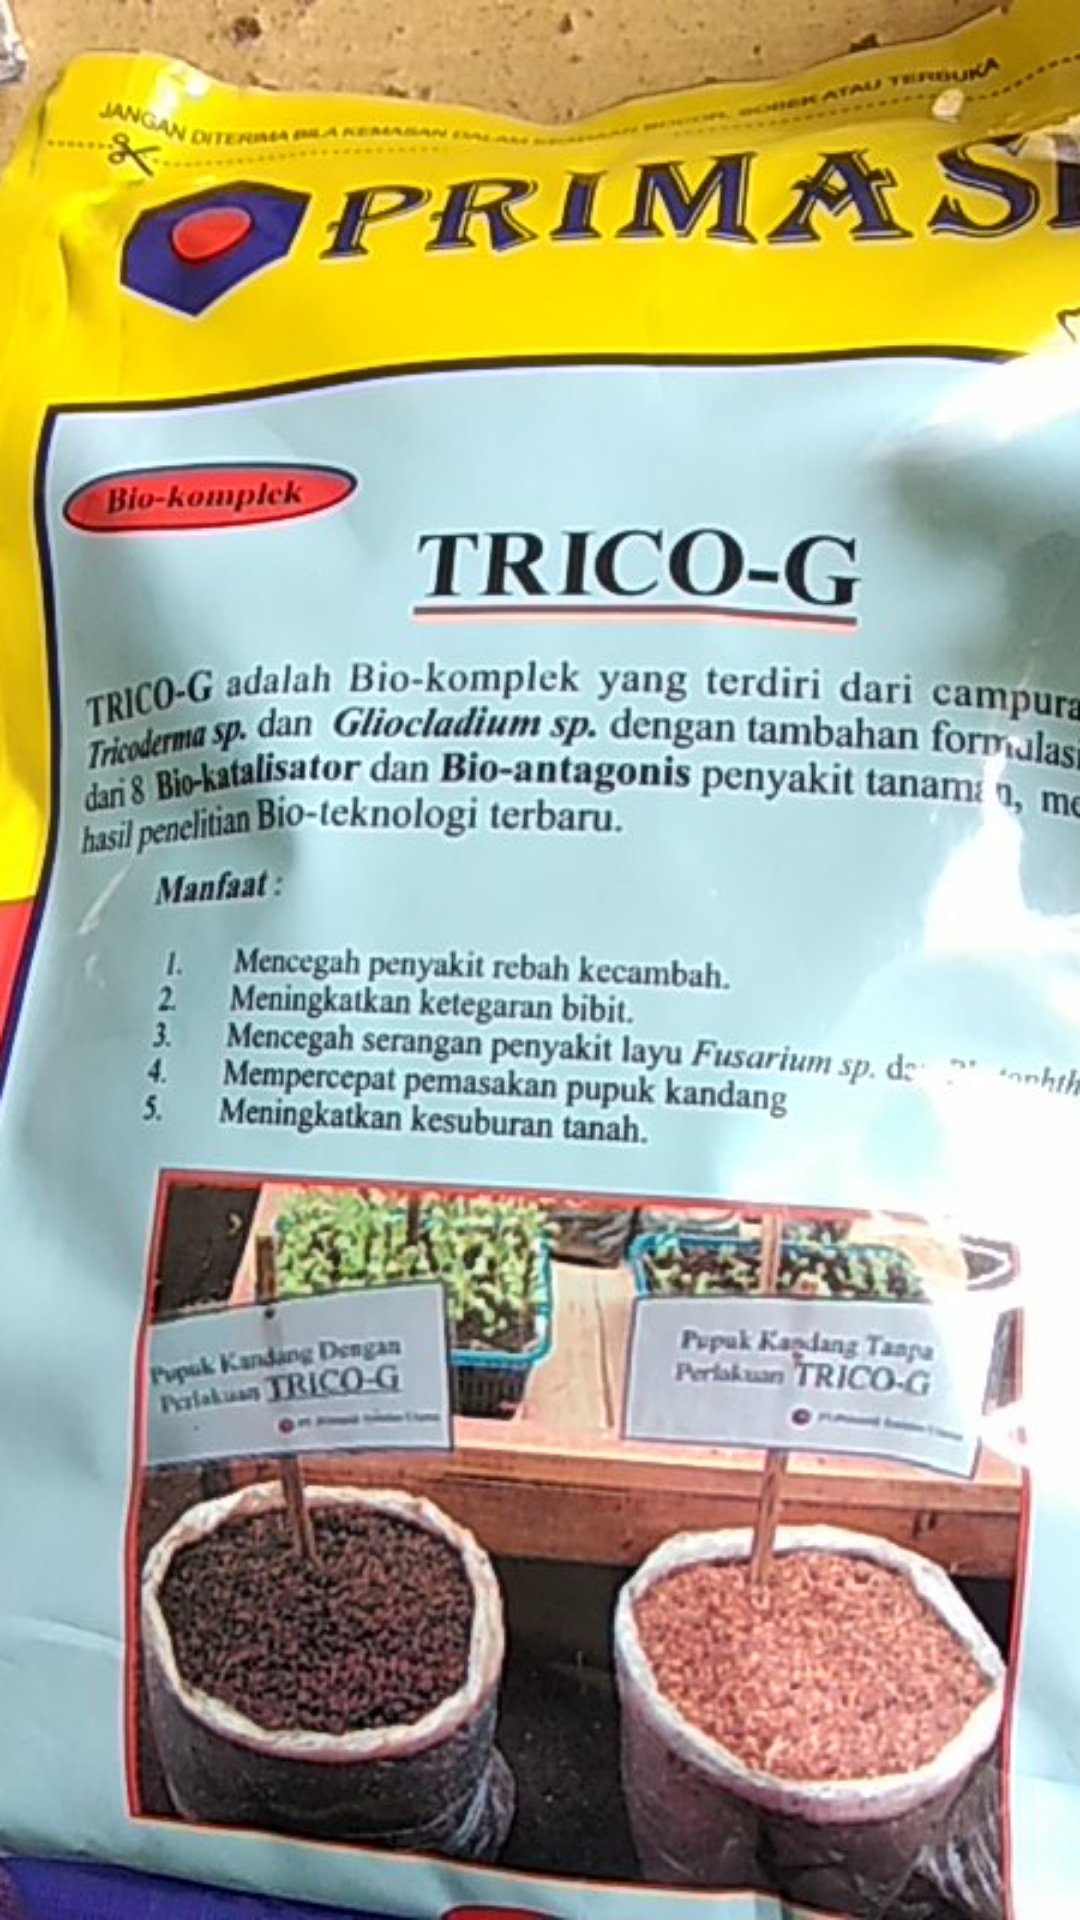 JANGAN DITERIMA BILA KEMASAN DALAM KEADAAN BOCOR, SOBEK ATAU TERBUKA
PRIMAS
Bio-komplek
TRICO-G
TRICO-G adalah Bio-komplek yang terdiri dari campura
Tricoderma sp. dan Gliocladium sp. dengan tambahan formulasi
dari 8 Bio-katalisator dan Bio-antagonis penyakit tanaman, me
hasil penelitian Bio-teknologi terbaru.
Manfaat :
1. Mencegah penyakit rebah kecambah.
2. Meningkatkan ketegaran bibit.
3. Mencegah serangan penyakit layu Fusarium sp.
4. Mempercepat pemasakan pupuk kandang
5. Meningkatkan kesuburan tanah.
Pupuk Kandang Dengan
Perlakuan TRICO-G
Pupuk Kandang Tanpa
Perlakuan TRICO-G